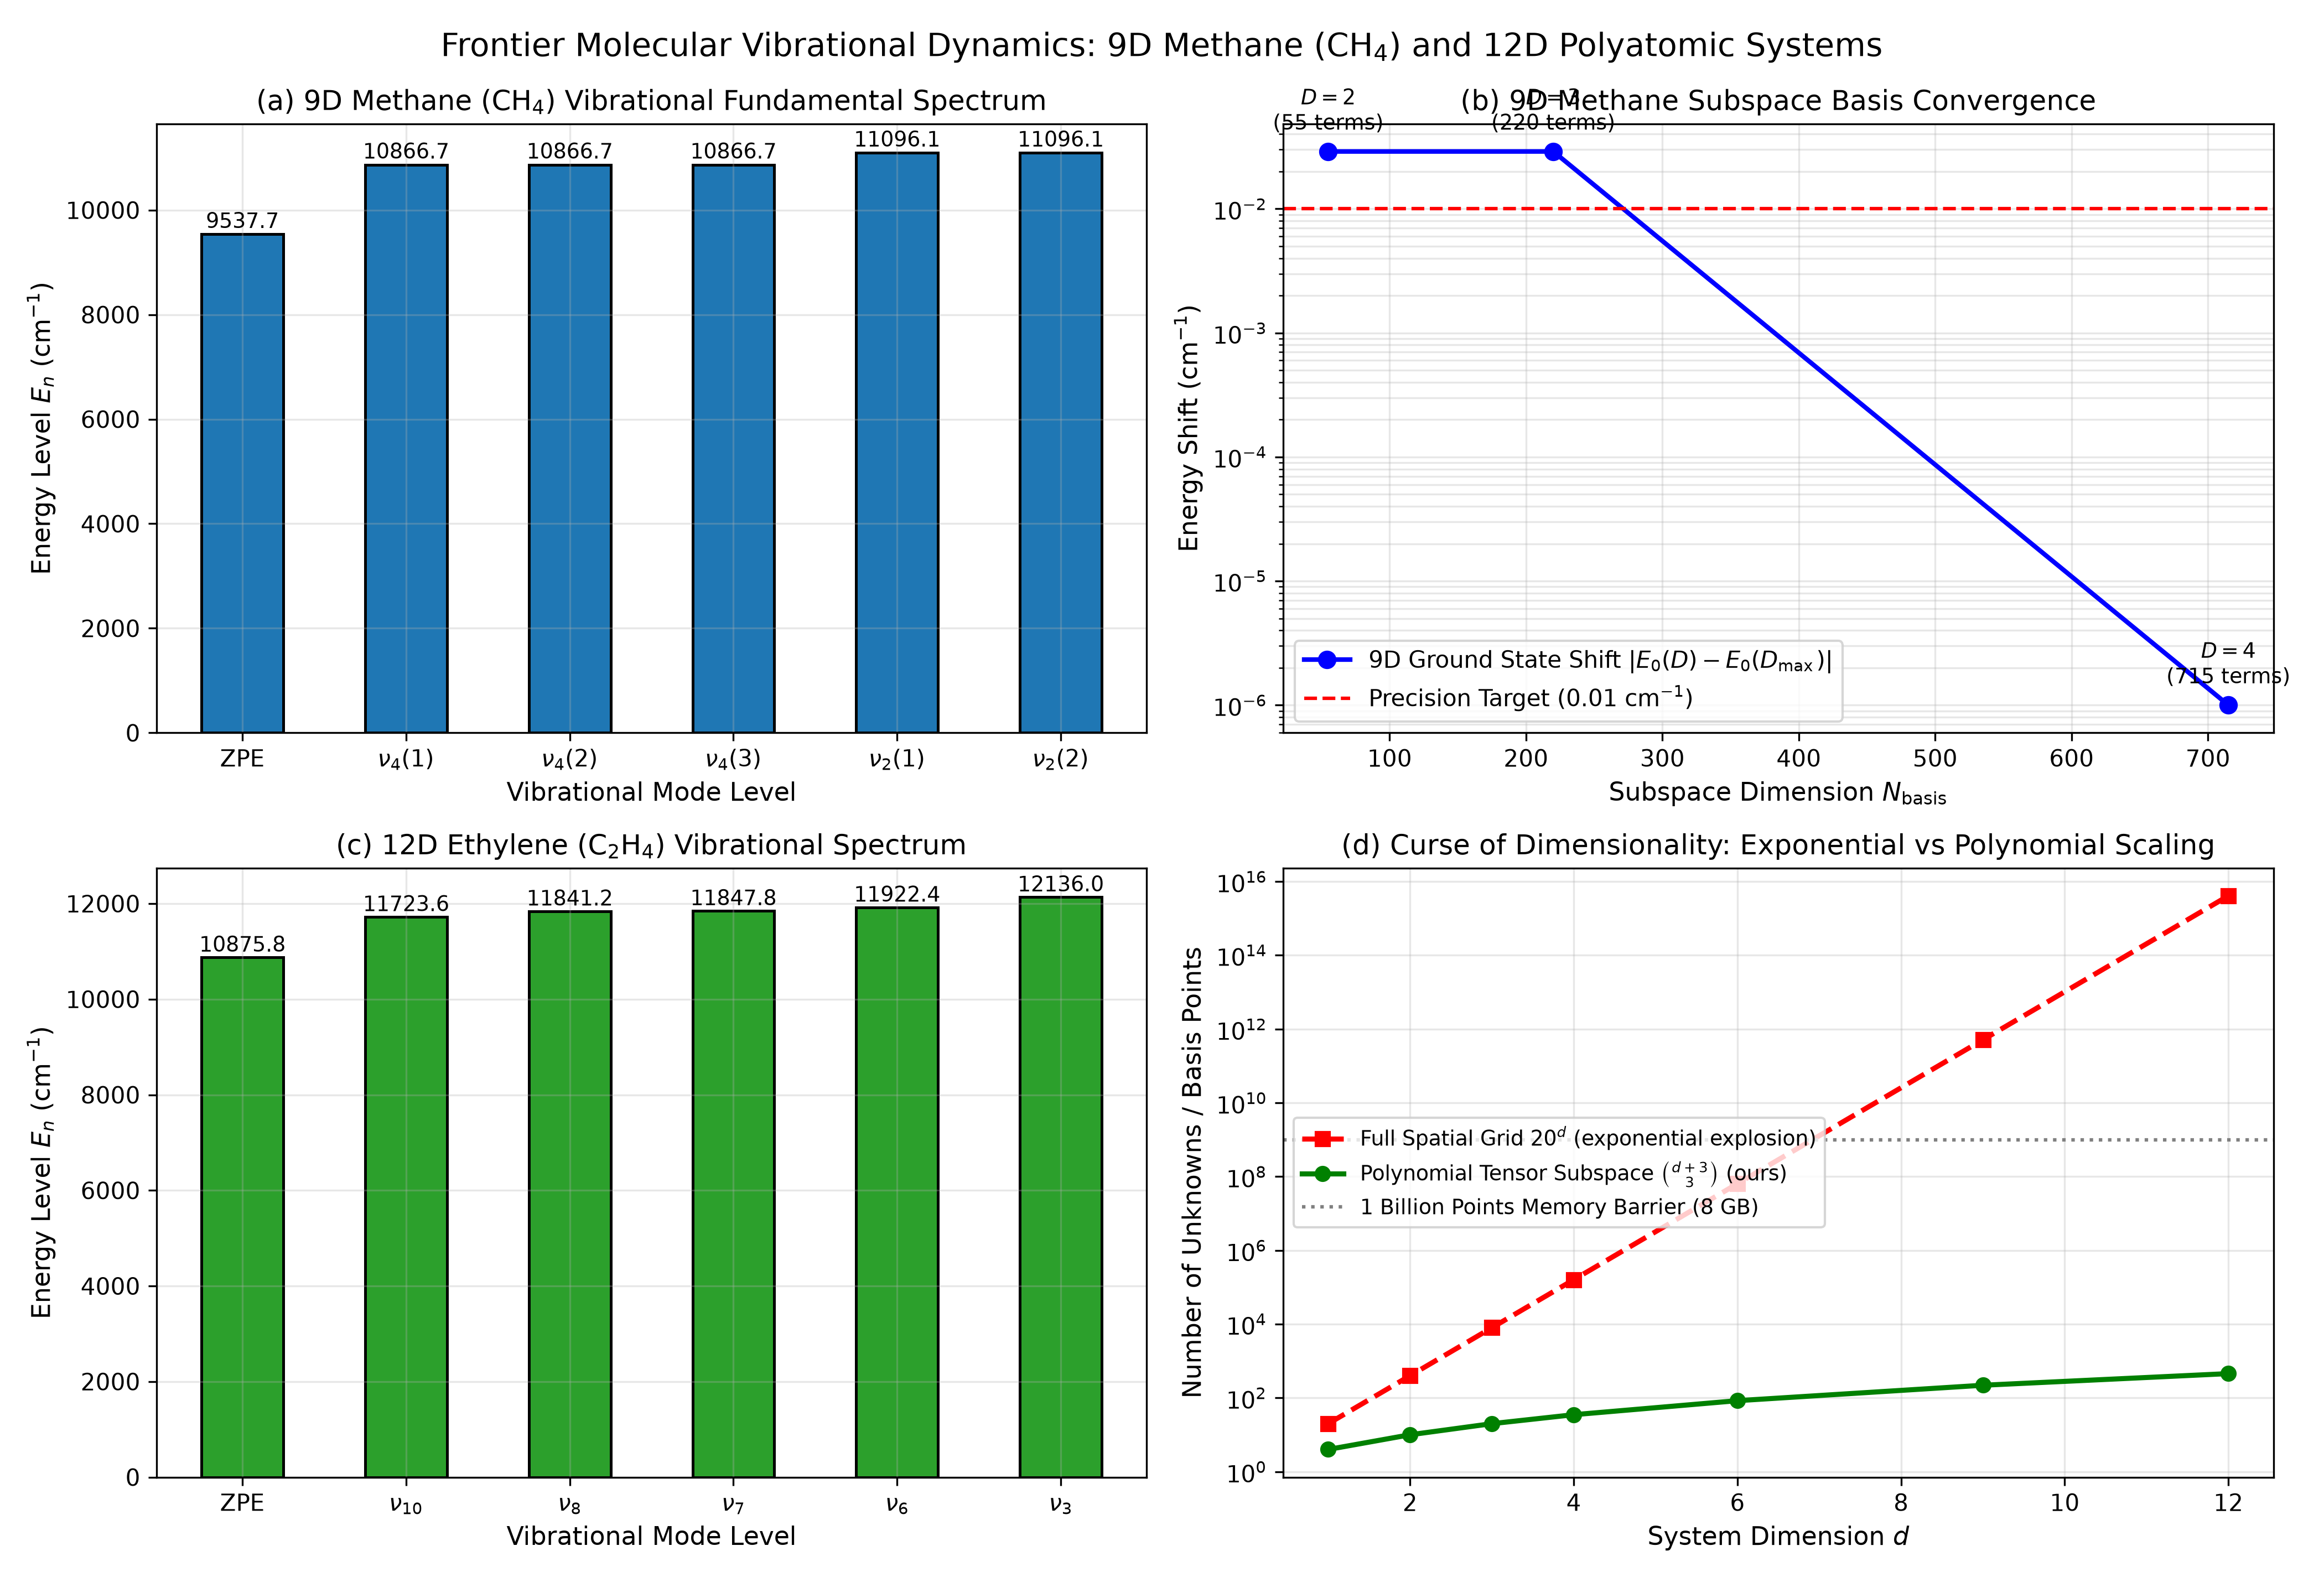 Frontier Molecular Vibrational Dynamics: 9D Methane (CH₄) and 12D Polyatomic Systems
(a) 9D Methane (CH₄) Vibrational Fundamental Spectrum
Energy Level Eₙ (cm⁻¹)
10000
8000
6000
4000
2000
0
9537.7
10866.7
10866.7
10866.7
11096.1
11096.1
ZPE
ν₄(1)
ν₄(2)
ν₄(3)
ν₂(1)
ν₂(2)
Vibrational Mode Level
(b) 9D Methane Subspace Basis Convergence
D = 2
(55 terms)
D = 3
(220 terms)
D = 4
(715 terms)
Energy Shift (cm⁻¹)
10⁻²
10⁻³
10⁻⁴
10⁻⁵
10⁻⁶
9D Ground State Shift |E₀(D) − E₀(Dₘₐₓ)|
Precision Target (0.01 cm⁻¹)
100
200
300
400
500
600
700
Subspace Dimension N_basis
(c) 12D Ethylene (C₂H₄) Vibrational Spectrum
Energy Level Eₙ (cm⁻¹)
12000
10000
8000
6000
4000
2000
0
10875.8
11723.6
11841.2
11847.8
11922.4
12136.0
ZPE
ν₁₀
ν₈
ν₇
ν₆
ν₃
Vibrational Mode Level
(d) Curse of Dimensionality: Exponential vs Polynomial Scaling
Number of Unknowns / Basis Points
10¹⁶
10¹⁴
10¹²
10¹⁰
10⁸
10⁶
10⁴
10²
10⁰
Full Spatial Grid 20ᵈ (exponential explosion)
Polynomial Tensor Subspace (d+3 3) (ours)
1 Billion Points Memory Barrier (8 GB)
2
4
6
8
10
12
System Dimension d